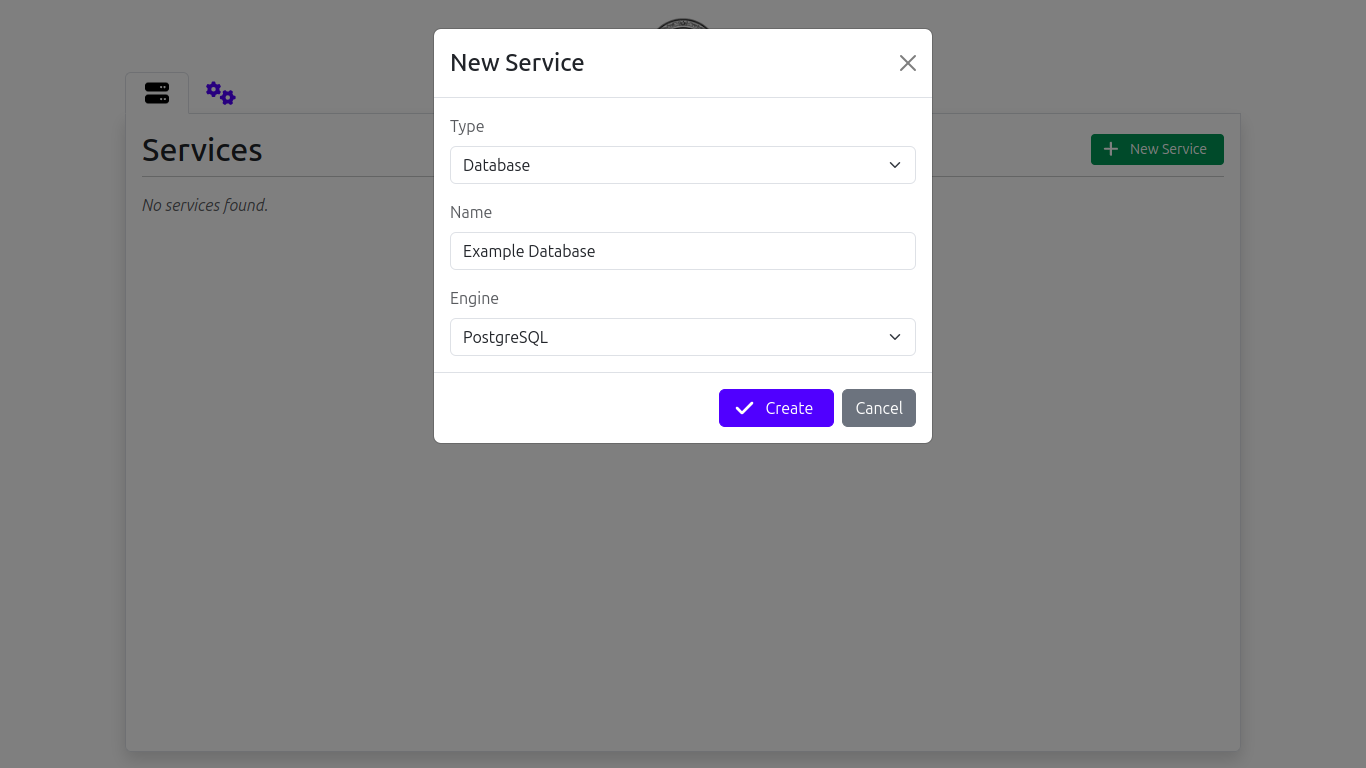 New Service
Type
Database
Name
Example Database
Engine
PostgreSQL
Create
Cancel
Services
New Service
No services found.